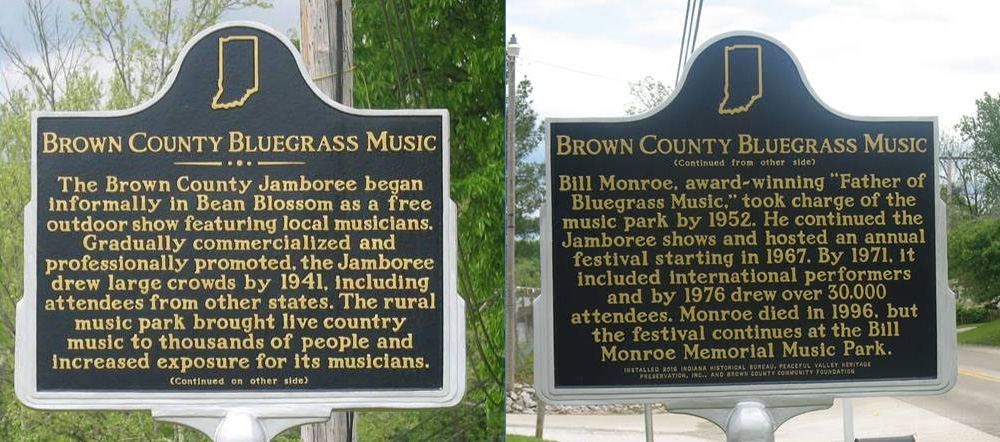 BROWN COUNTY BLUEGRASS MUSIC
The Brown County Jamboree began
informally in Bean Blossom as a free
outdoor show featuring local musicians.
Gradually commercialized and
professionally promoted, the Jamboree
drew large crowds by 1941, including
attendees from other states. The rural
music park brought live country
music to thousands of people and
increased exposure for its musicians.
(Continued on other side)
BROWN COUNTY BLUEGRASS MUSIC
(Continued from other side)
Bill Monroe, award-winning "Father of
Bluegrass Music," took charge of the
music park by 1952. He continued the
Jamboree shows and hosted an annual
festival starting in 1967. By 1971, it
included international performers
and by 1976 drew over 30,000
attendees. Monroe died in 1996, but
the festival continues at the Bill
Monroe Memorial Music Park.
INSTALLED 2016 INDIANA HISTORICAL BUREAU, PEACEFUL VALLEY HERITAGE
PRESERVATION, INC., AND BROWN COUNTY COMMUNITY FOUNDATION